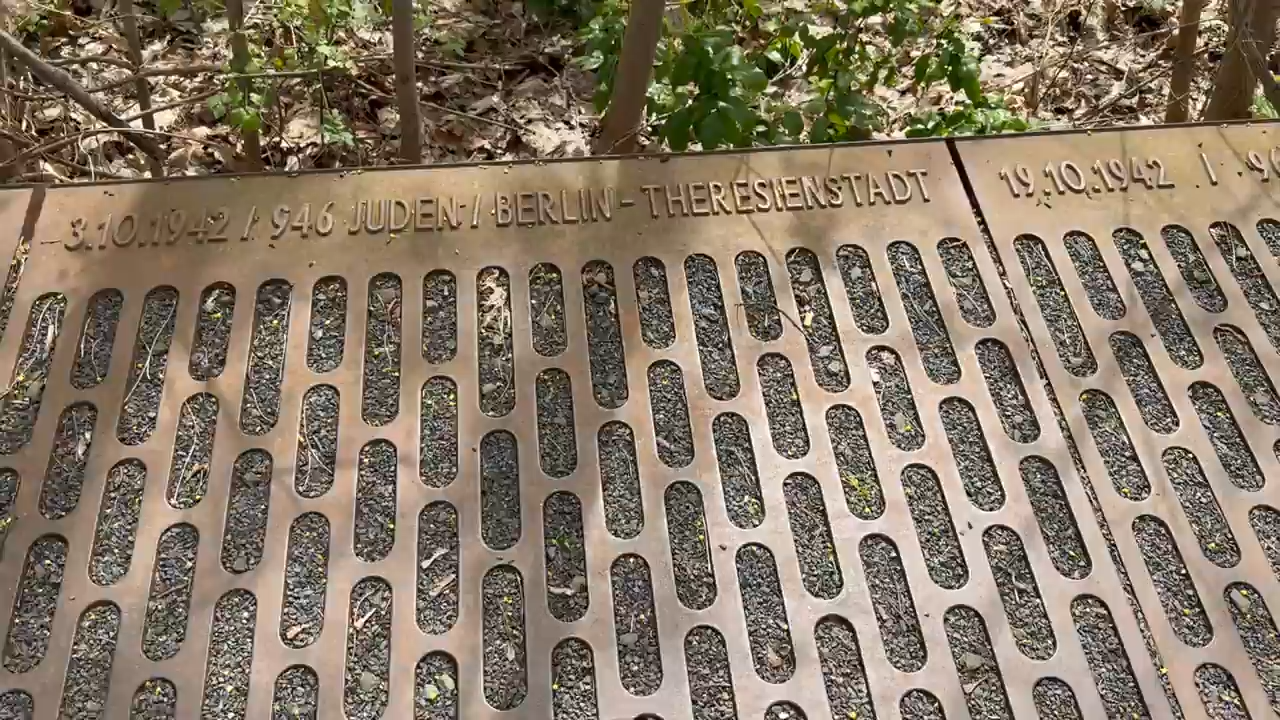 3.10.1942 / 946 JUDEN / BERLIN - THERESIENSTADT
19.10.1942 /